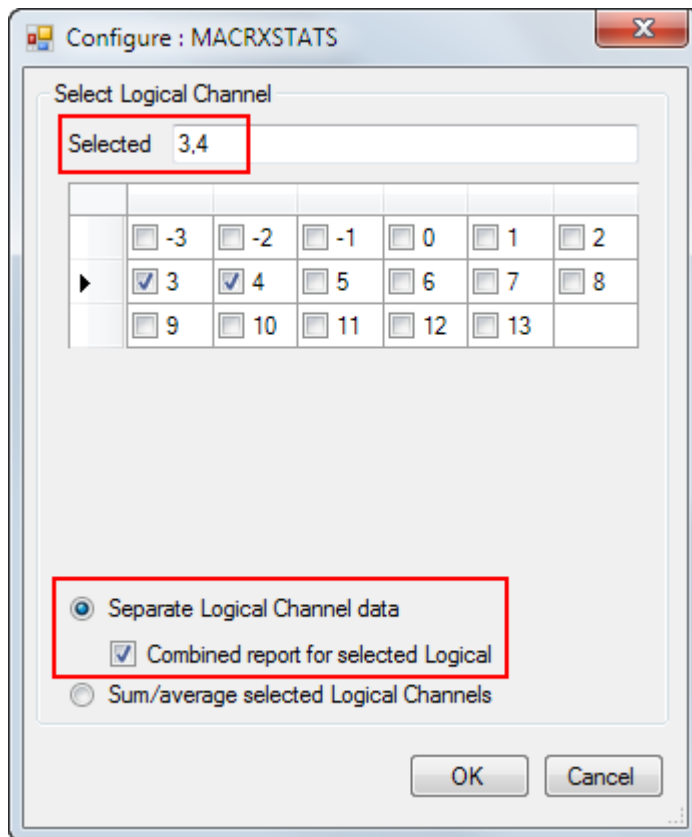 Configure : MACRXSTATS
Select Logical Channel
Selected 3,4
-3 -2 -1 0 1 2
3 4 5 6 7 8
9 10 11 12 13
Separate Logical Channel data
Combined report for selected Logical
Sum/average selected Logical Channels
OK Cancel